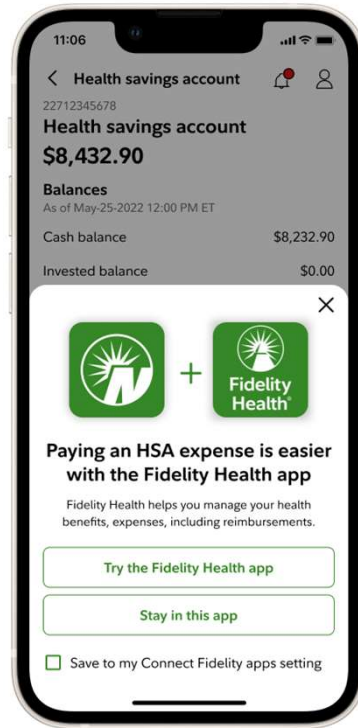 11:06
Health savings account
22712345678
Health savings account
$8,432.90
Balances
As of May-25-2022 12:00 PM ET
Cash balance $8,232.90
Invested balance $0.00
Fidelity
Health®
Paying an HSA expense is easier
with the Fidelity Health app
Fidelity Health helps you manage your health
benefits, expenses, including reimbursements.
Try the Fidelity Health app
Stay in this app
Save to my Connect Fidelity apps setting